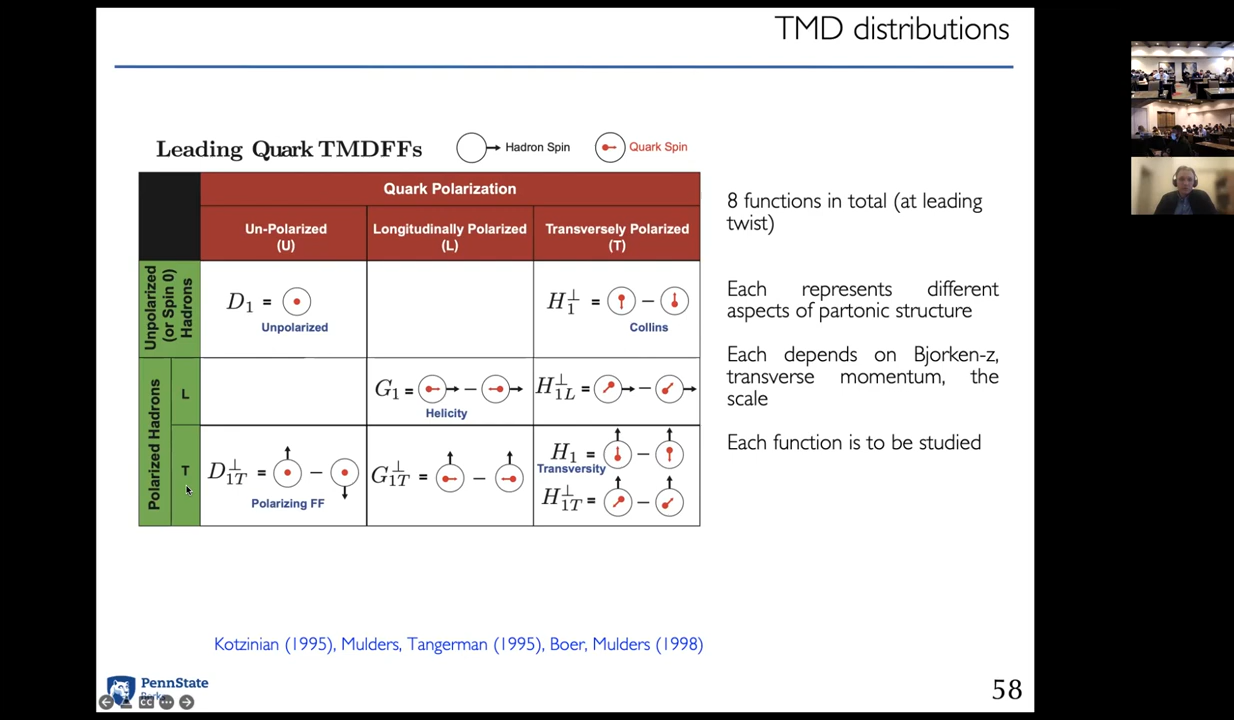 TMD distributions
Leading Quark TMDFFs
Hadron Spin
Quark Spin
Quark Polarization
Un-Polarized
(U)
Longitudinally Polarized
(L)
Transversely Polarized
(T)
Unpolarized
(or Spin 0)
Hadrons
D₁ =
Unpolarized
H₁^⊥ = −
Collins
Polarized Hadrons
L
G₁ = −
Helicity
H₁L^⊥ = −
T
D₁T^⊥ = −
Polarizing FF
G₁T^⊥ = −
H₁ = −
Transversity
H₁T^⊥ = −
8 functions in total (at leading
twist)
Each represents different
aspects of partonic structure
Each depends on Bjorken-z,
transverse momentum, the
scale
Each function is to be studied
Kotzinian (1995), Mulders, Tangerman (1995), Boer, Mulders (1998)
PennState
CC
58